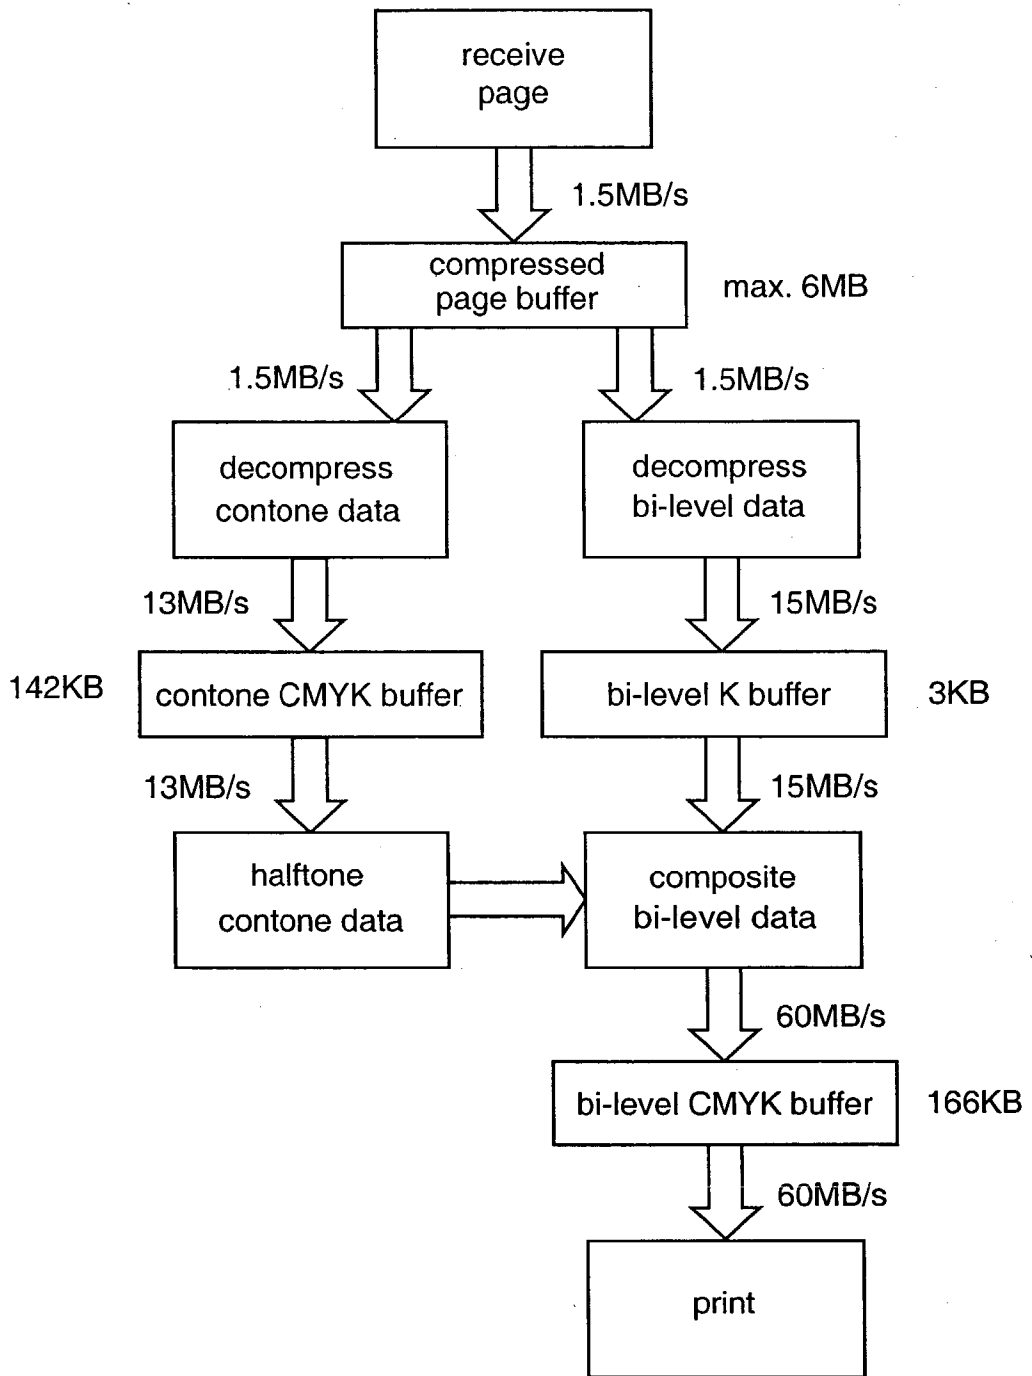 receive
page
1.5MB/s
compressed
page buffer
max. 6MB
1.5MB/s
1.5MB/s
decompress
contone data
decompress
bi-level data
13MB/s
15MB/s
142KB
contone CMYK buffer
bi-level K buffer
3KB
13MB/s
15MB/s
halftone
contone data
composite
bi-level data
60MB/s
bi-level CMYK buffer
166KB
60MB/s
print